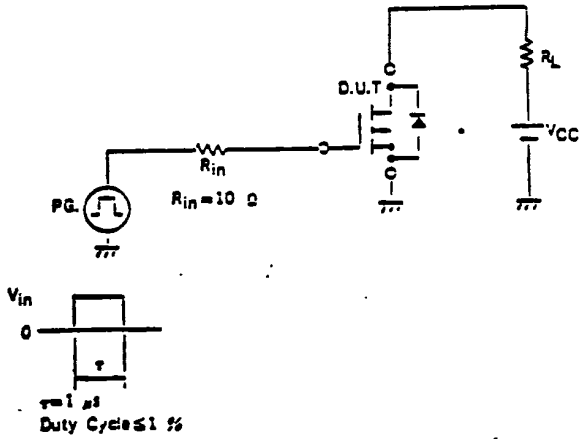 D.U.T
RL
VCC
Rin
Rin=10 Ω
PG.
Vin
0
τ
τ=1 μs
Duty Cycle≤1 %